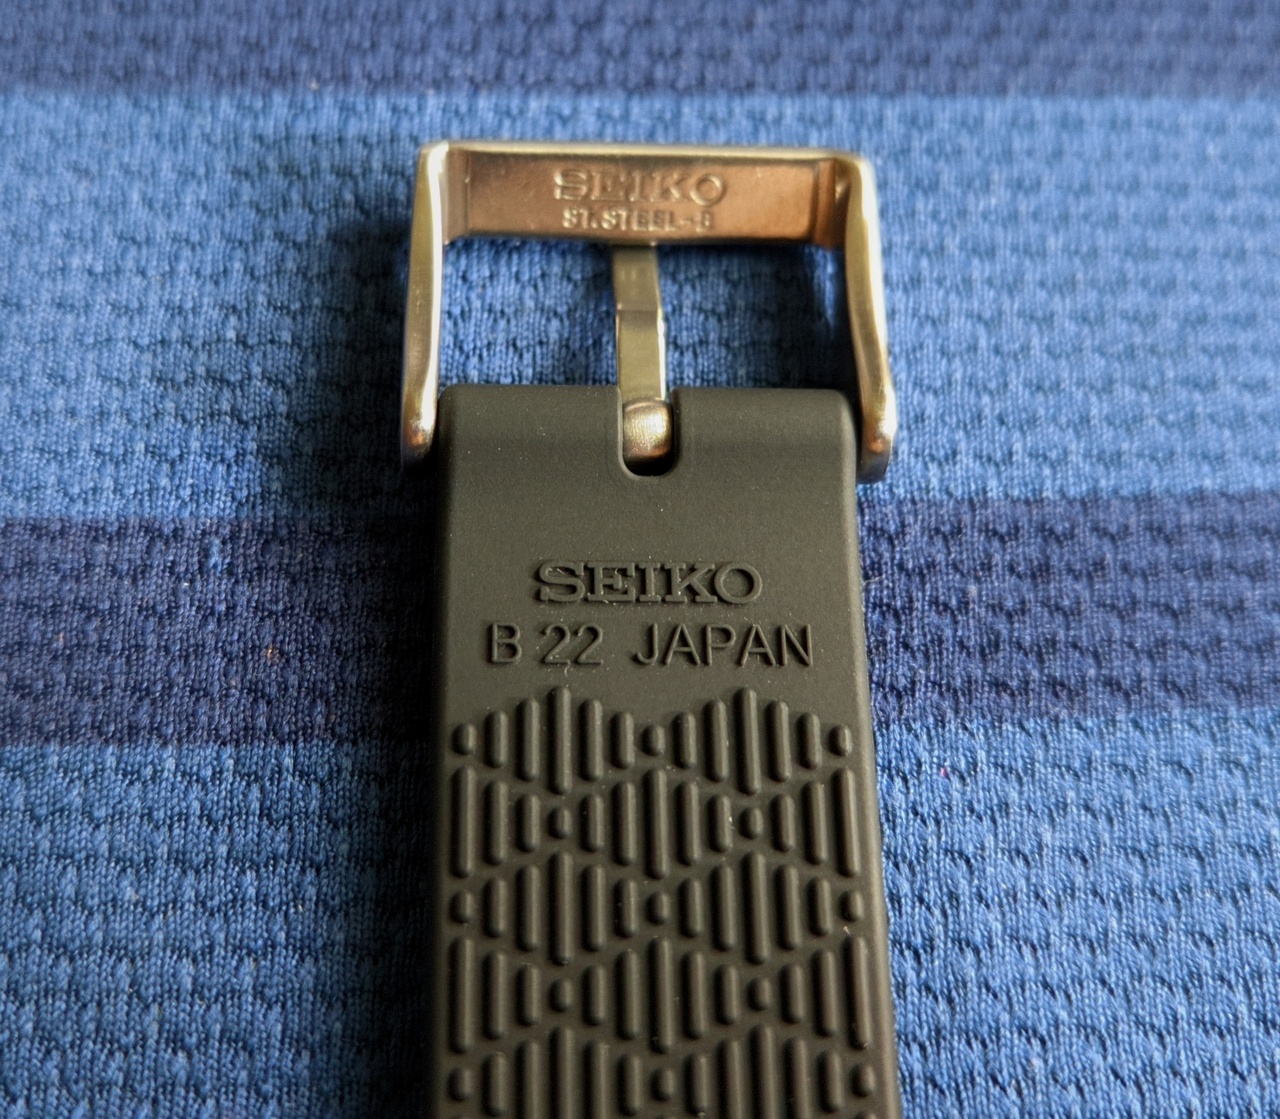 SEIKO
ST.STEEL-B
SEIKO
B 22 JAPAN